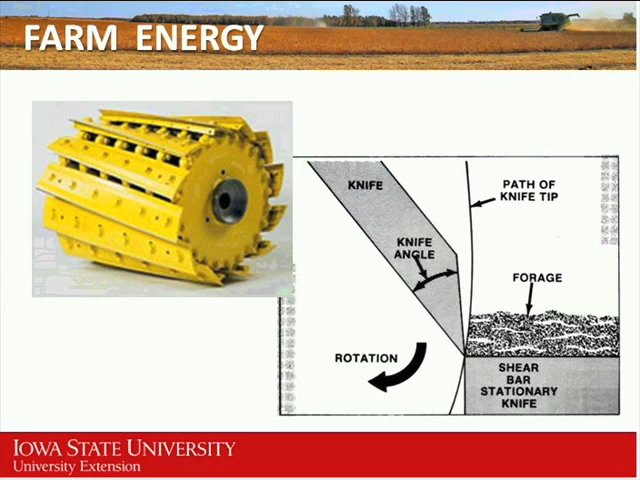 FARM ENERGY
KNIFE
PATH OF
KNIFE TIP
KNIFE
ANGLE
FORAGE
ROTATION
SHEAR
BAR
STATIONARY
KNIFE
IOWA STATE UNIVERSITY
University Extension